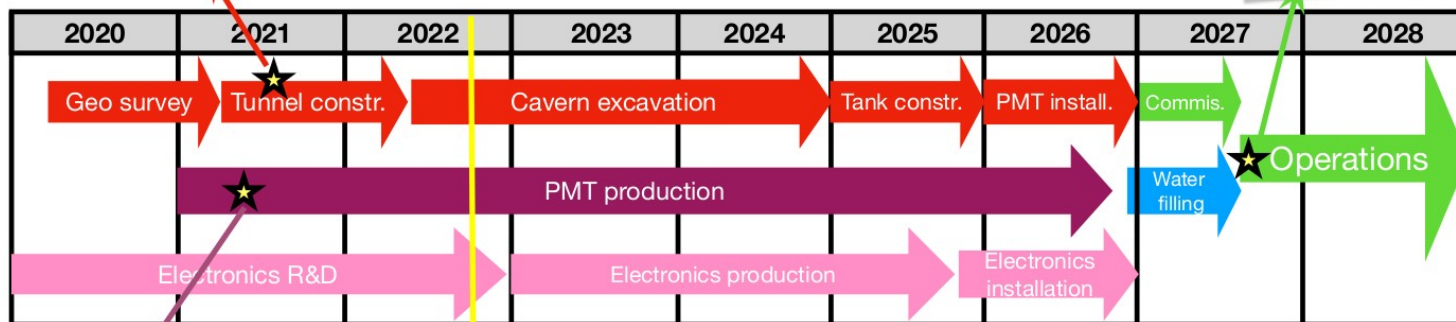 2020 2021 2022 2023 2024 2025 2026 2027 2028
Geo survey Tunnel constr. Cavern excavation Tank constr. PMT install. Commis.
Operations
PMT production
Water
filling
Electronics R&D Electronics production
Electronics
installation